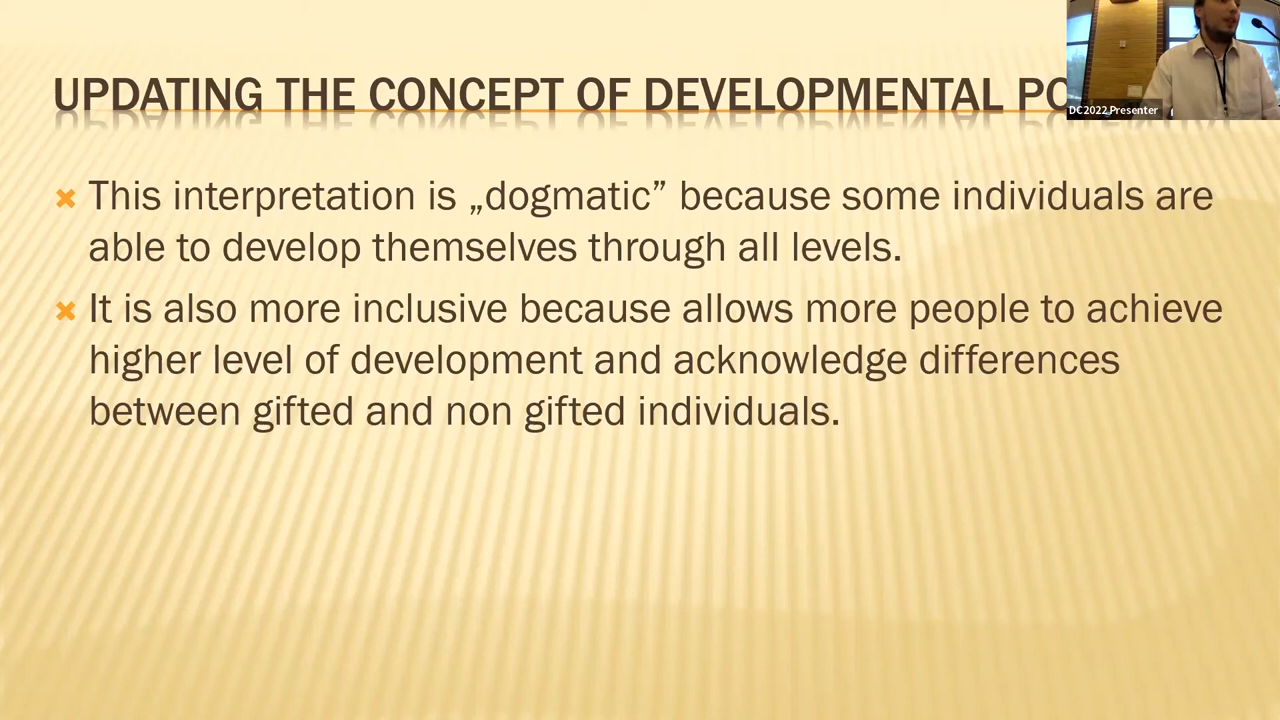 UPDATING THE CONCEPT OF DEVELOPMENTAL
DC2022 Presenter
This interpretation is „dogmatic” because some individuals are
able to develop themselves through all levels.
It is also more inclusive because allows more people to achieve
higher level of development and acknowledge differences
between gifted and non gifted individuals.